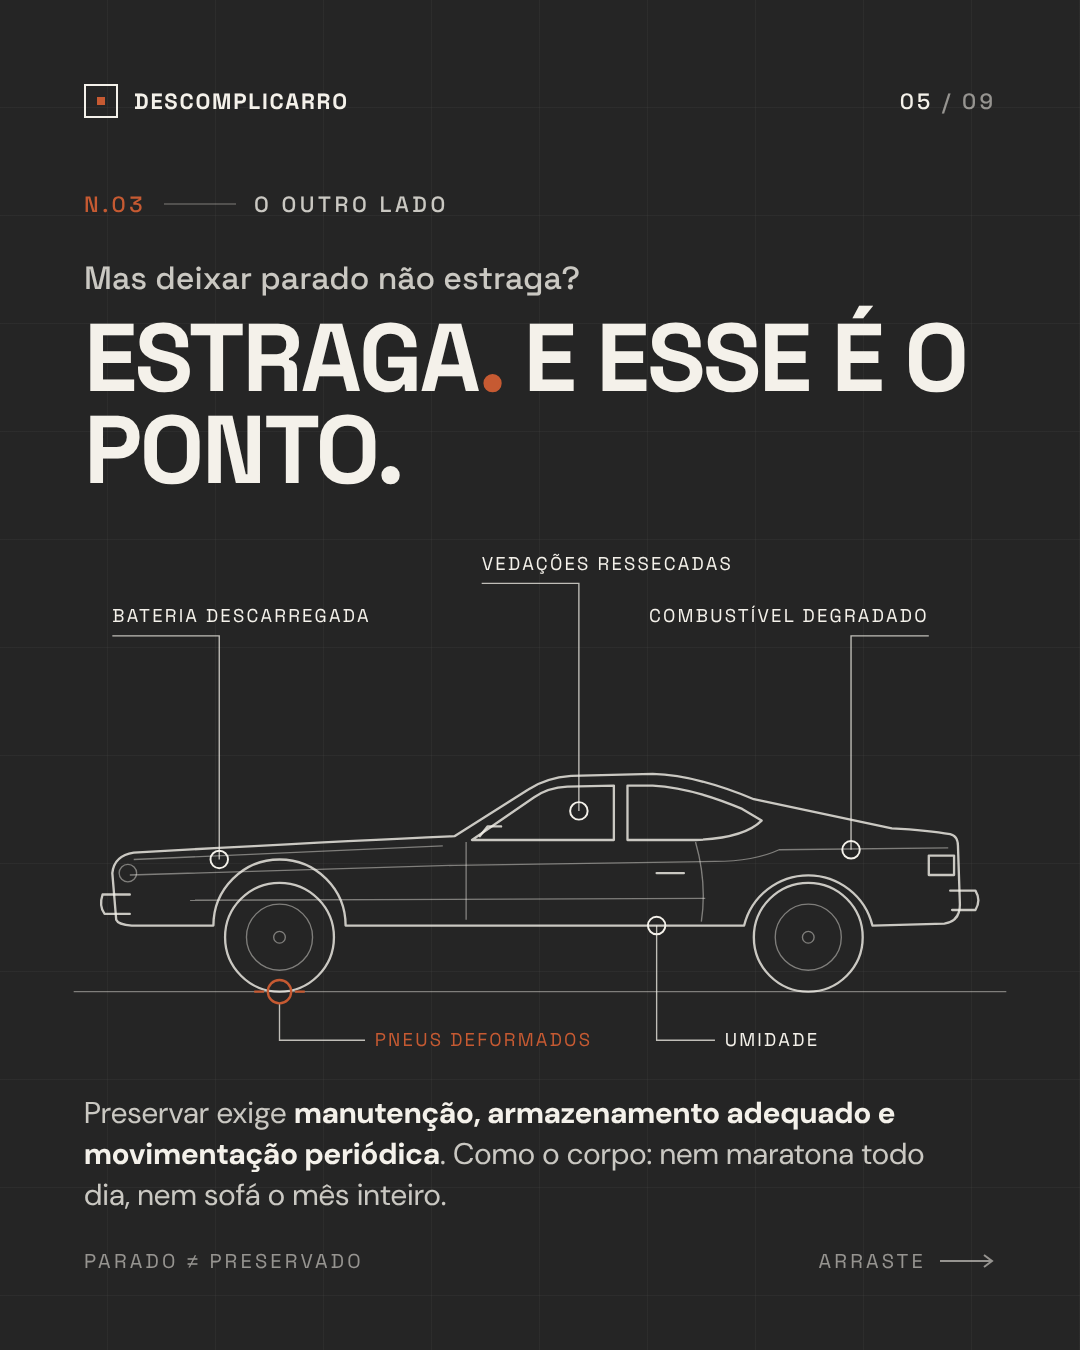 DESCOMPLICARRO
05 / 09
N.03
O OUTRO LADO
Mas deixar parado não estraga?
ESTRAGA. E ESSE É O
PONTO.
VEDAÇÕES RESSECADAS
BATERIA DESCARREGADA
COMBUSTÍVEL DEGRADADO
PNEUS DEFORMADOS
UMIDADE
Preservar exige manutenção, armazenamento adequado e
movimentação periódica. Como o corpo: nem maratona todo
dia, nem sofá o mês inteiro.
PARADO ≠ PRESERVADO
ARRASTE